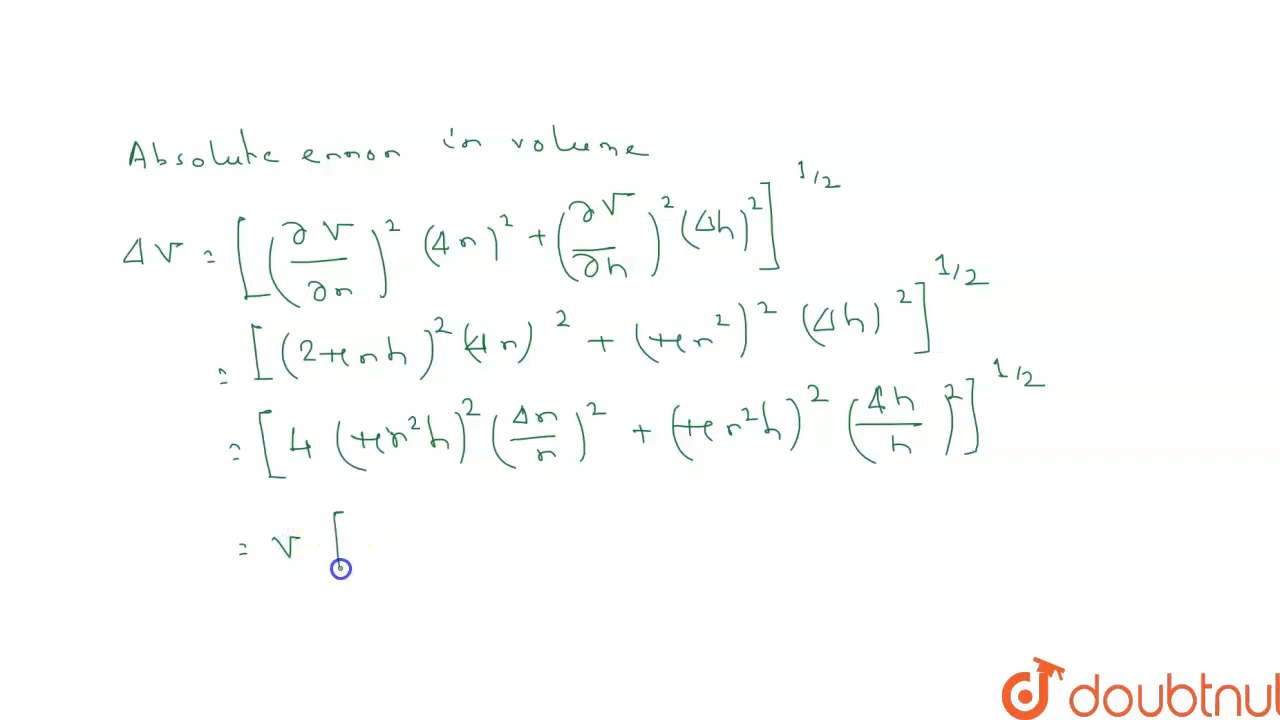 Absolute error in volume
ΔV = [(∂V/∂r)² (Δr)² + (∂V/∂h)² (Δh)²]^1/2
= [(2πrh)² (Δr)² + (πr²)² (Δh)²]^1/2
= [4 (πr²h)² (Δr/r)² + (πr²h)² (Δh/h)²]^1/2
= V [
doubtnut